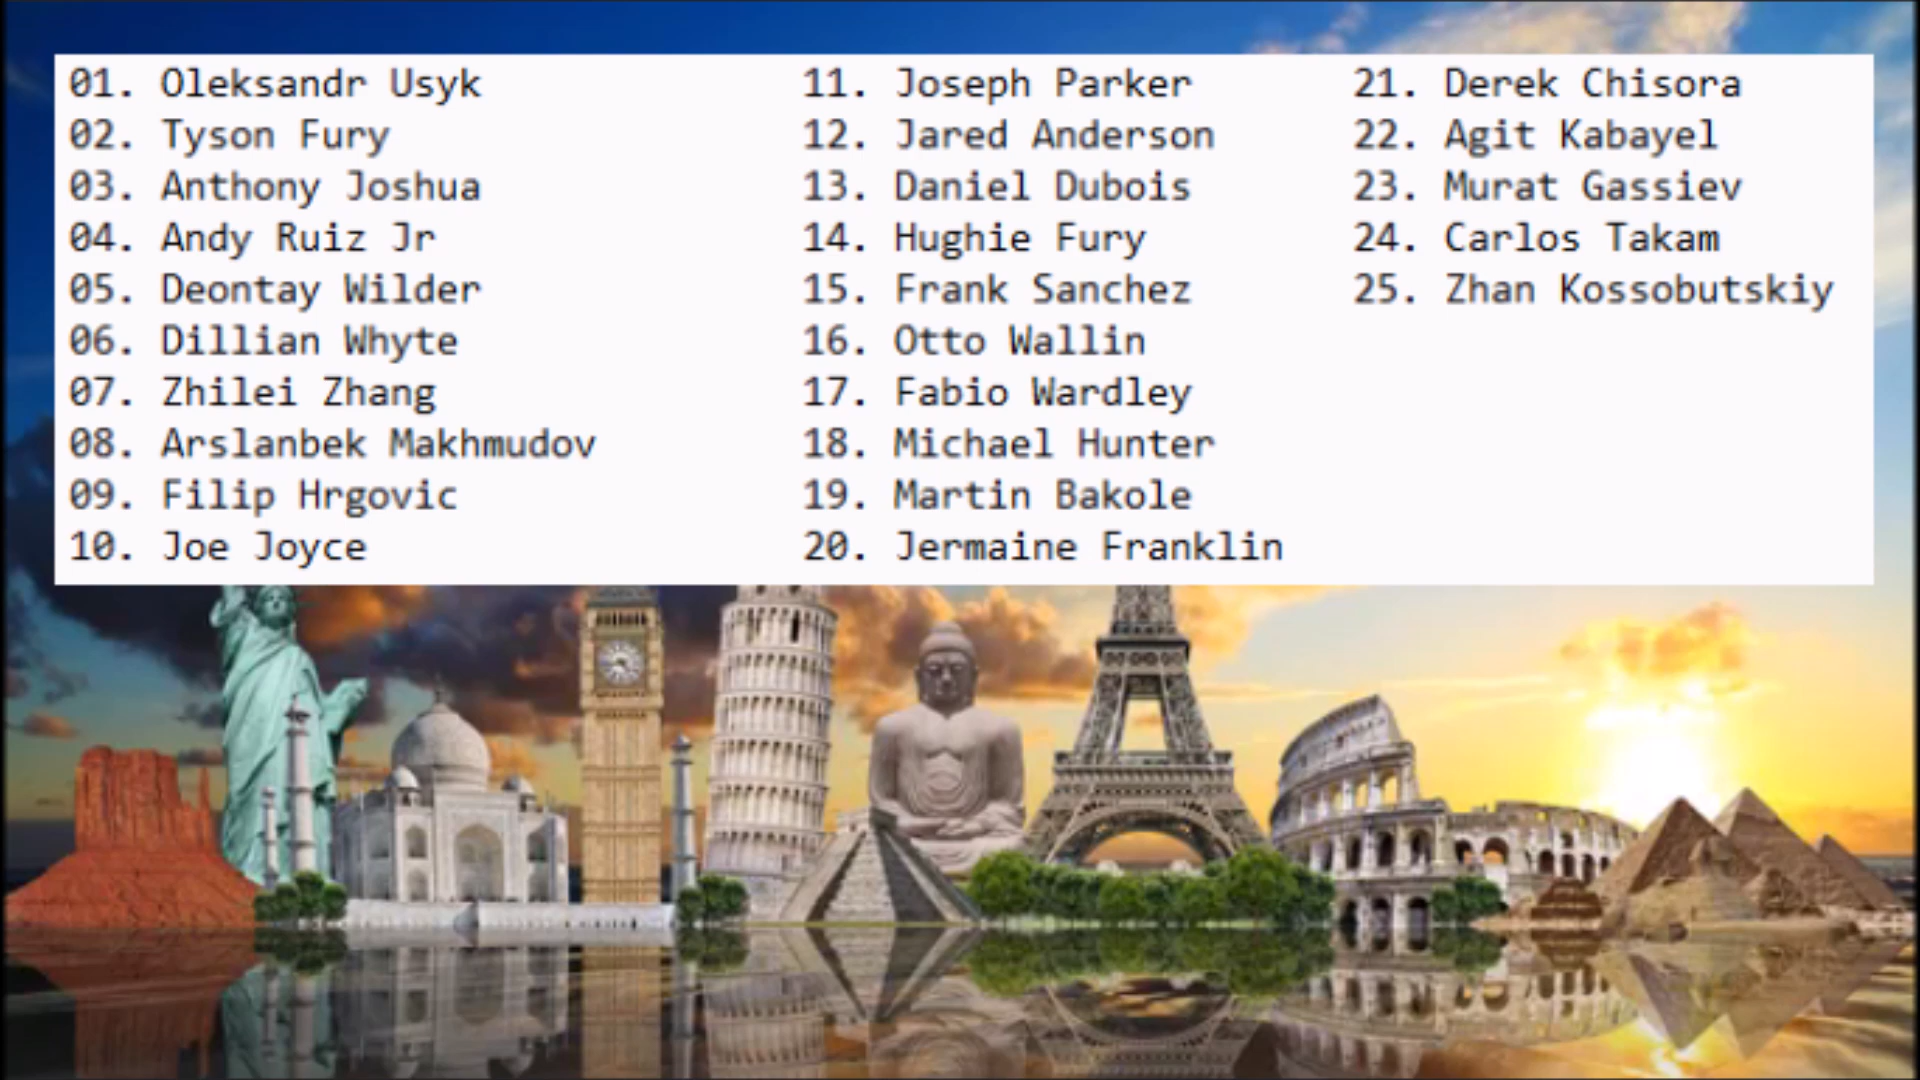 01. Oleksandr Usyk
02. Tyson Fury
03. Anthony Joshua
04. Andy Ruiz Jr
05. Deontay Wilder
06. Dillian Whyte
07. Zhilei Zhang
08. Arslanbek Makhmudov
09. Filip Hrgovic
10. Joe Joyce
11. Joseph Parker
12. Jared Anderson
13. Daniel Dubois
14. Hughie Fury
15. Frank Sanchez
16. Otto Wallin
17. Fabio Wardley
18. Michael Hunter
19. Martin Bakole
20. Jermaine Franklin
21. Derek Chisora
22. Agit Kabayel
23. Murat Gassiev
24. Carlos Takam
25. Zhan Kossobutskiy